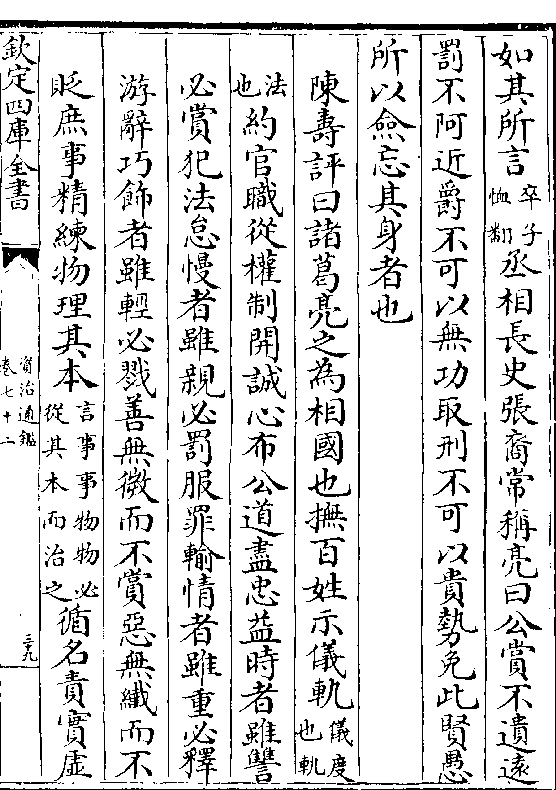 如其所言卒子恤翻丞相長史張裔常稱亮曰公賞不遺遠
罰不阿近爵不可以無功取刑不可以貴勢免此賢愚
所以僉忘其身者也
陳壽評曰諸葛亮之為相國也撫百姓示儀軌儀度也軌
法也約官職從權制開誠心布公道盡忠益時者雖讐
必賞犯法怠慢者雖親必罰服罪輸情者雖重必釋
游辭巧飾者雖輕必戮善無微而不賞惡無纖而不
貶庶事精練物理其本言事事物物必從其本而治之循名責實虛
欽定四庫全書
資治通鑑
卷七十二
三九